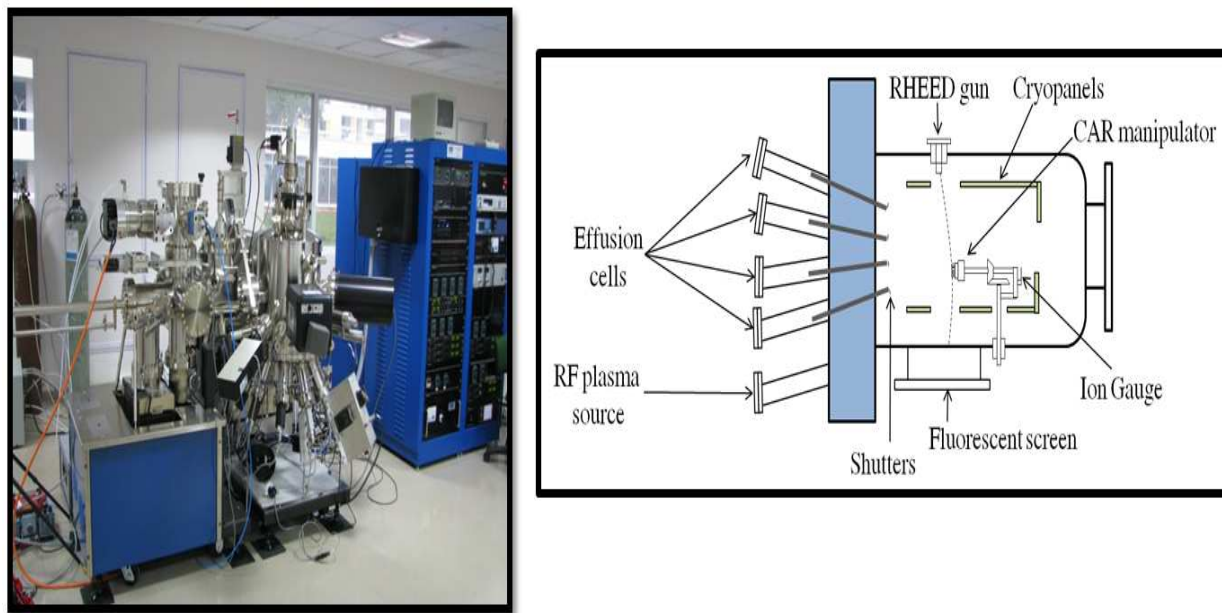 RHEED gun
Cryopanels
CAR manipulator
Effusion
cells
RF plasma
source
Ion Gauge
Fluorescent screen
Shutters